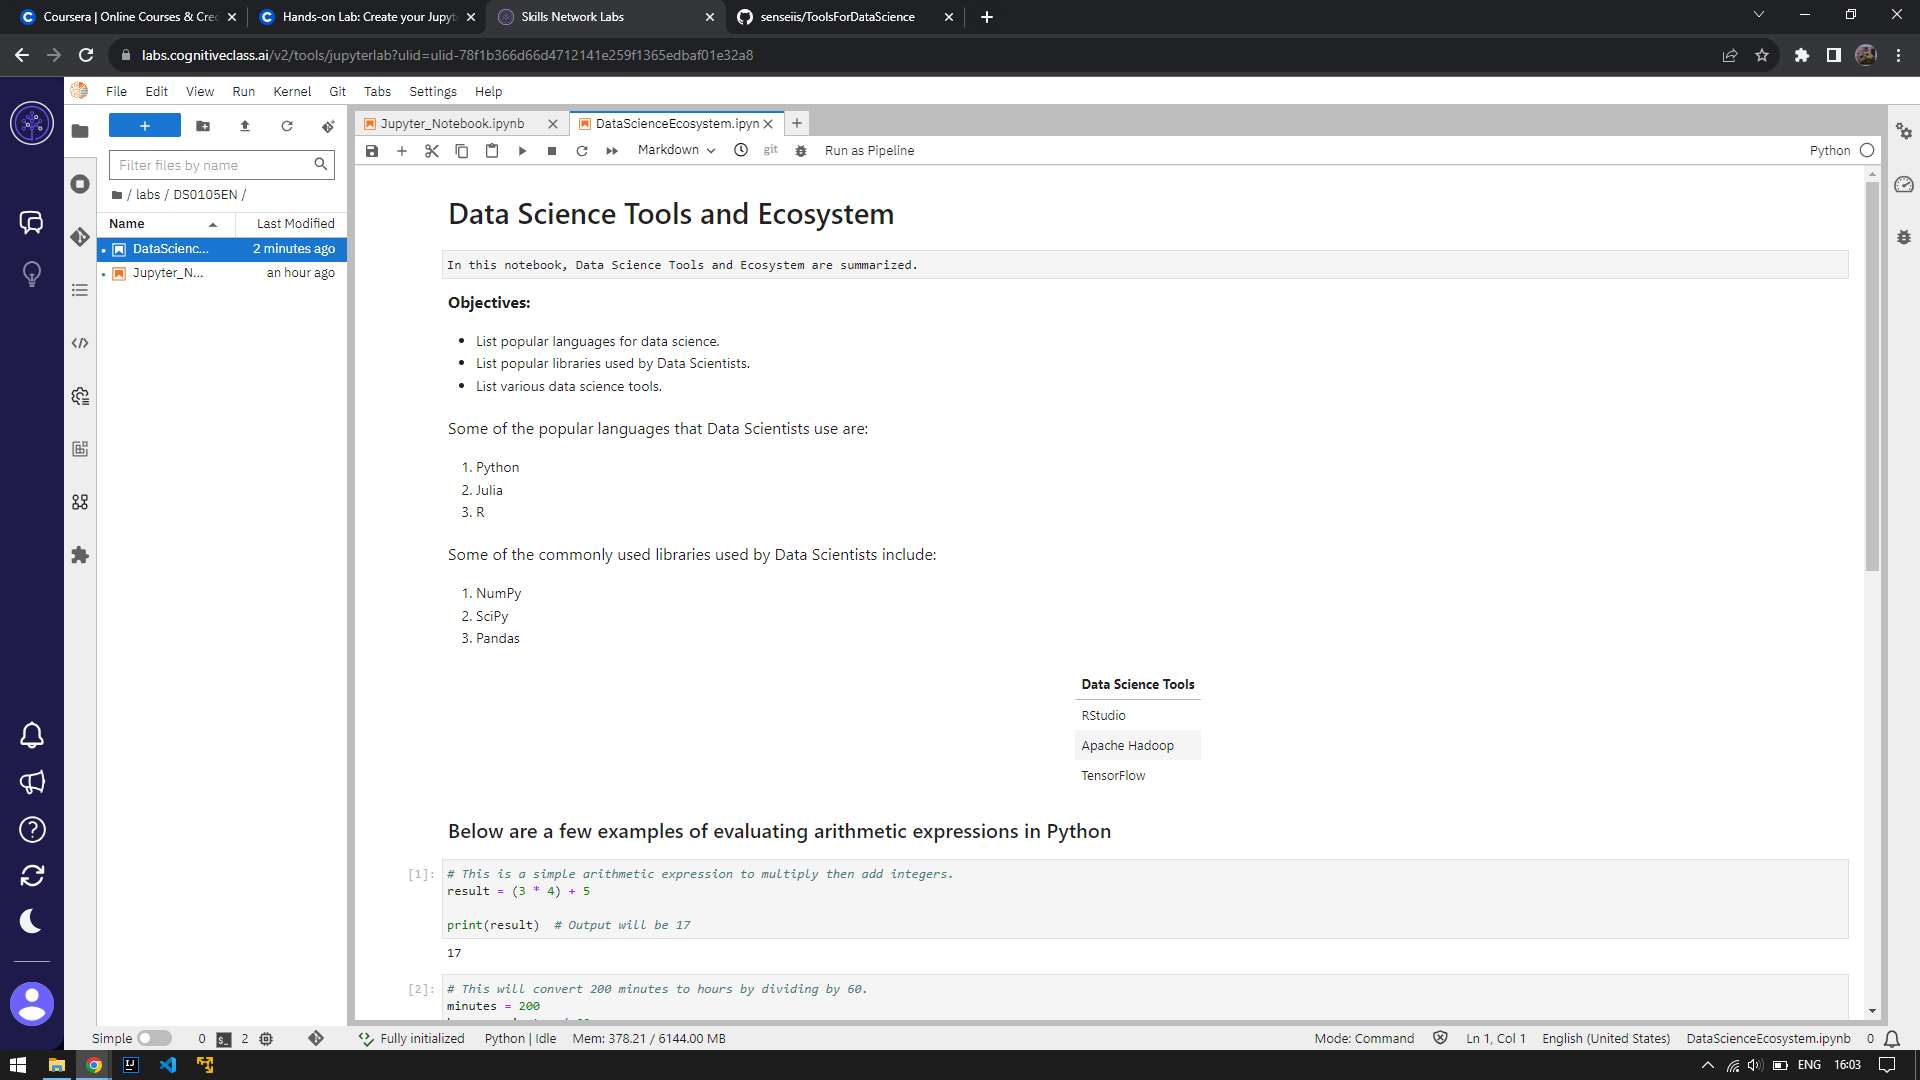 Coursera | Online Courses & Cre
Hands-on Lab: Create your Jupyt
Skills Network Labs
senseiis/ToolsForDataScience
labs.cognitiveclass.ai/v2/tools/jupyterlab?ulid=ulid-78f1b366d66d4712141e259f1365edbaf01e32a8
File Edit View Run Kernel Git Tabs Settings Help
Filter files by name
/ labs / DS0105EN /
Name Last Modified
DataScienc... 2 minutes ago
Jupyter_N... an hour ago
Jupyter_Notebook.ipynb
DataScienceEcosystem.ipyn
Markdown git Run as Pipeline Python
Data Science Tools and Ecosystem
In this notebook, Data Science Tools and Ecosystem are summarized.
Objectives:
• List popular languages for data science.
• List popular libraries used by Data Scientists.
• List various data science tools.
Some of the popular languages that Data Scientists use are:
1. Python
2. Julia
3. R
Some of the commonly used libraries used by Data Scientists include:
1. NumPy
2. SciPy
3. Pandas
Data Science Tools
RStudio
Apache Hadoop
TensorFlow
Below are a few examples of evaluating arithmetic expressions in Python
[1]: # This is a simple arithmetic expression to multiply then add integers.
result = (3 * 4) + 5
print(result)  # Output will be 17
17
[2]: # This will convert 200 minutes to hours by dividing by 60.
minutes = 200
Simple 0 2 Fully initialized Python | Idle Mem: 378.21 / 6144.00 MB Mode: Command Ln 1, Col 1 English (United States) DataScienceEcosystem.ipynb 0
ENG 16:03